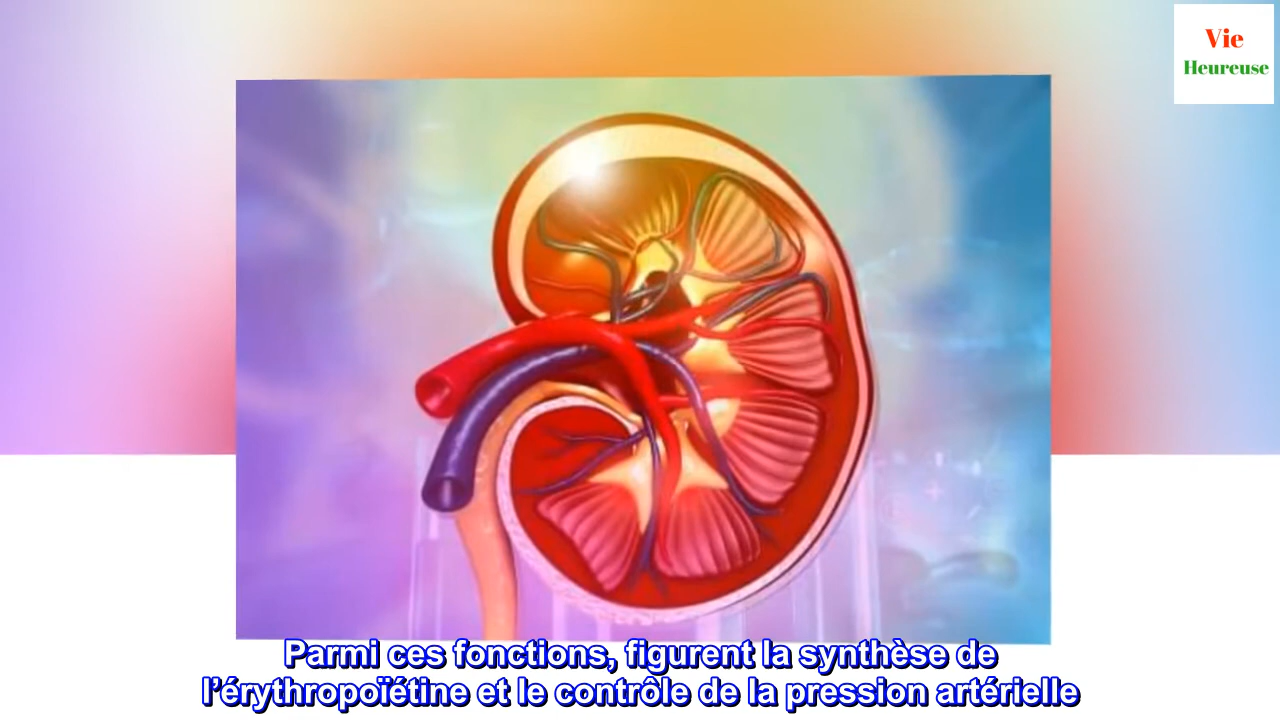 Vie
Heureuse
Parmi ces fonctions, figurent la synthèse de
l’érythropoïétine et le contrôle de la pression artérielle